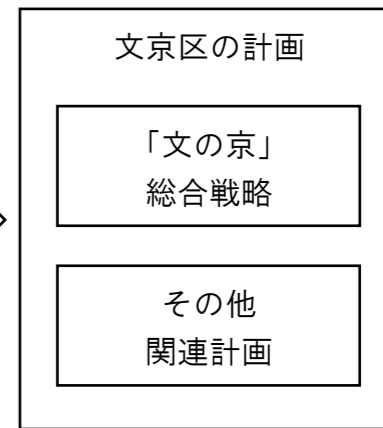 文京区の計画
「文の京」
総合戦略
その他
関連計画